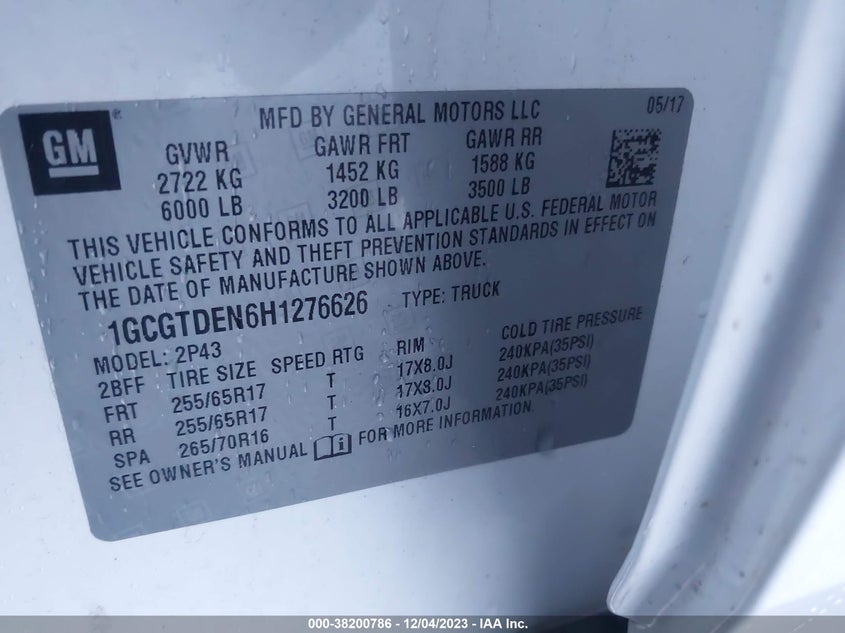 GM
MFD BY GENERAL MOTORS LLC 05/17
GVWR GAWR FRT GAWR RR
2722 KG 1452 KG 1588 KG
6000 LB 3200 LB 3500 LB
THIS VEHICLE CONFORMS TO ALL APPLICABLE U.S. FEDERAL MOTOR
VEHICLE SAFETY AND THEFT PREVENTION STANDARDS IN EFFECT ON
THE DATE OF MANUFACTURE SHOWN ABOVE.
1GCGTDEN6H1276626 TYPE: TRUCK
MODEL: 2P43
2BFF TIRE SIZE SPEED RTG RIM COLD TIRE PRESSURE
FRT 255/65R17 T 17X8.0J 240KPA(35PSI)
RR 255/65R17 T 17X8.0J 240KPA(35PSI)
SPA 265/70R16 T 16X7.0J 240KPA(35PSI)
SEE OWNER'S MANUAL FOR MORE INFORMATION.
000-38200786 - 12/04/2023 - IAA Inc.